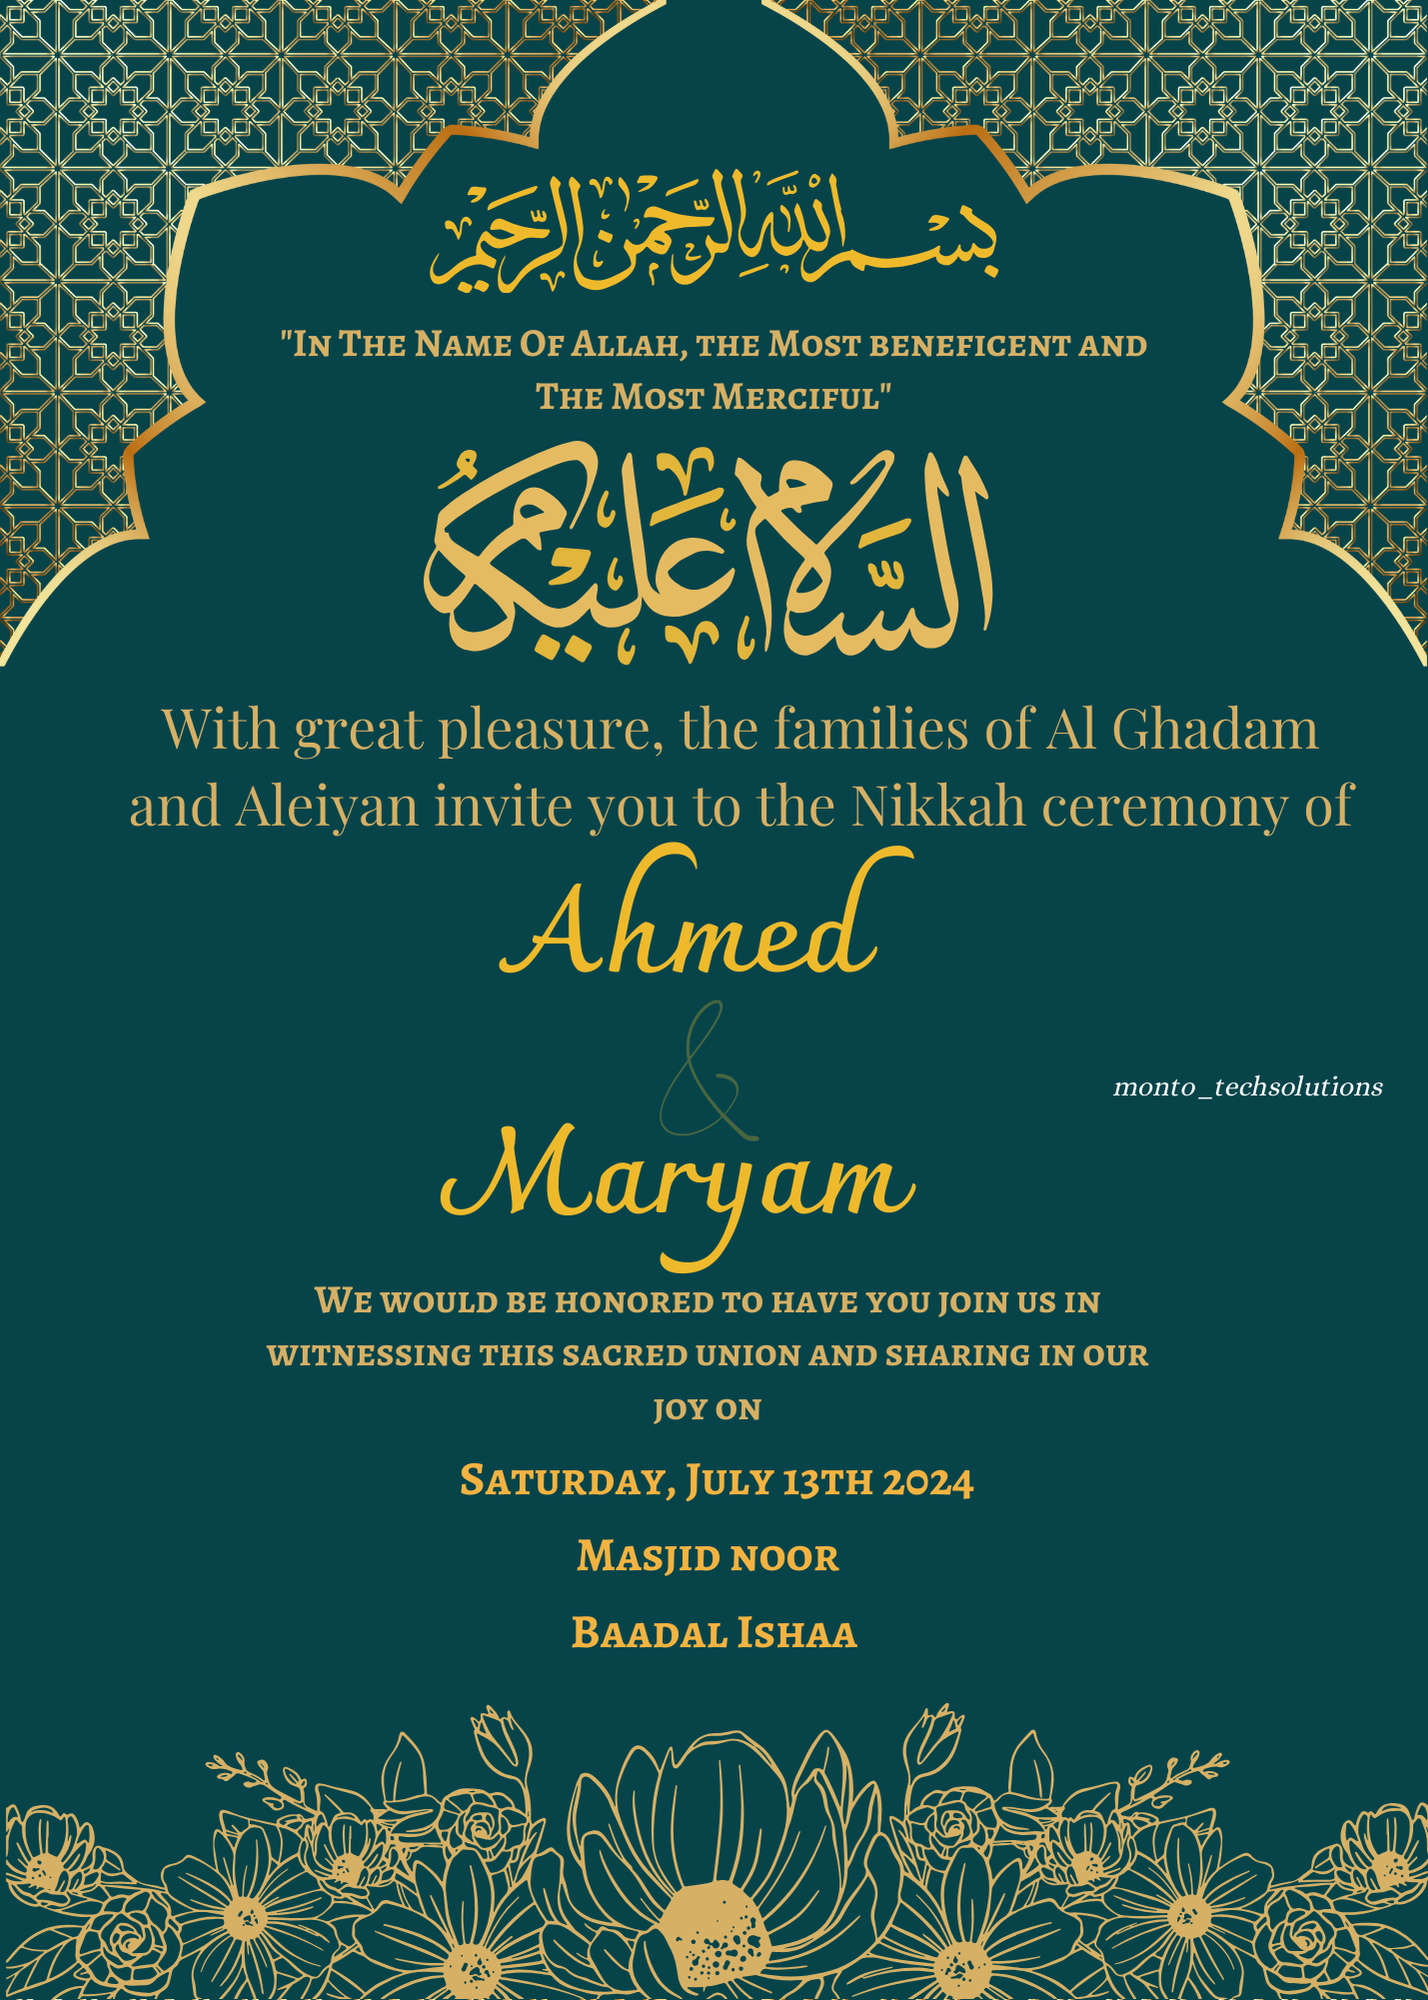 بسم الله الرحمن الرحيم
"In The Name Of Allah, the Most beneficent and
The Most Merciful"
السَّلام عليكم
With great pleasure, the families of Al Ghadam
and Aleiyan invite you to the Nikkah ceremony of
Ahmed
&
monto_techsolutions
Maryam
We would be honored to have you join us in
witnessing this sacred union and sharing in our
joy on
Saturday, July 13th 2024
Masjid noor
Baadal Ishaa